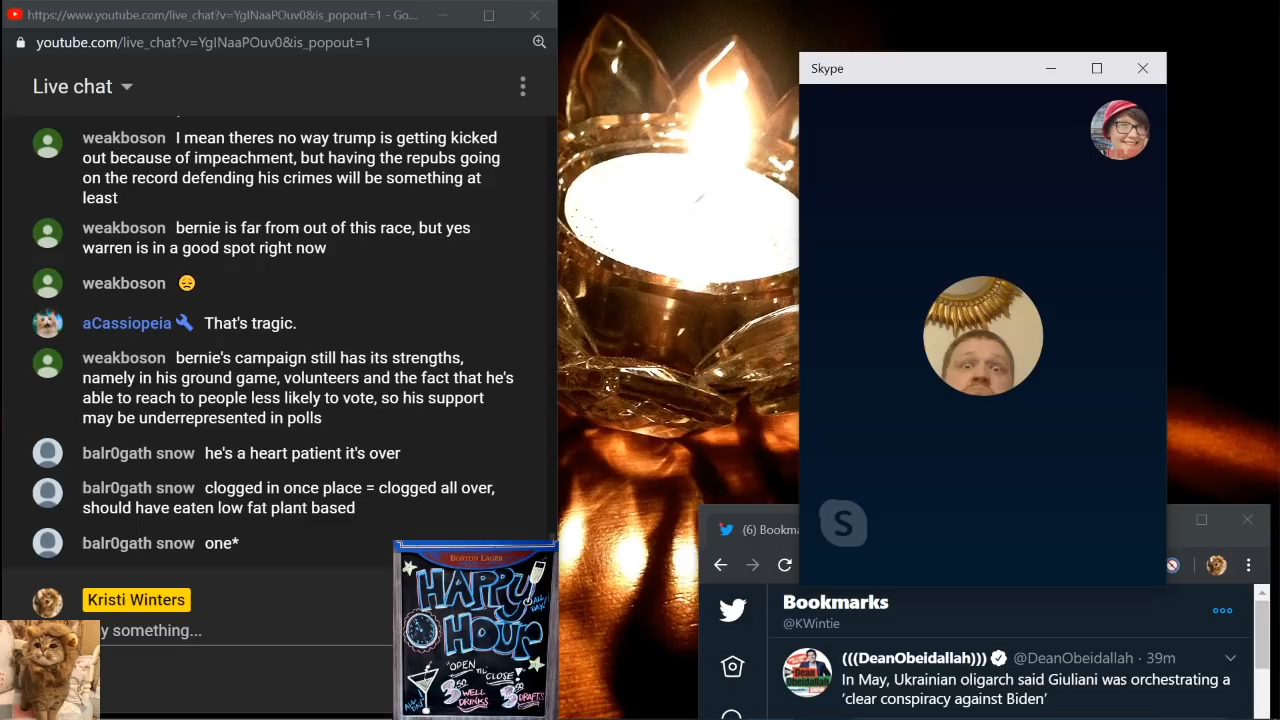 https://www.youtube.com/live_chat?v=YgINaaPOuv0&is_popout=1 - Go...
youtube.com/live_chat?v=YgINaaPOuv0&is_popout=1
Live chat
weakboson I mean theres no way trump is getting kicked
out because of impeachment, but having the repubs going
on the record defending his crimes will be something at
least
weakboson bernie is far from out of this race, but yes
warren is in a good spot right now
weakboson 😔
aCassiopeia That's tragic.
weakboson bernie's campaign still has its strengths,
namely in his ground game, volunteers and the fact that he's
able to reach to people less likely to vote, so his support
may be underrepresented in polls
balr0gath snow he's a heart patient it's over
balr0gath snow clogged in once place = clogged all over,
should have eaten low fat plant based
balr0gath snow one*
Kristi Winters
y something...
BOSTON LAGER
HAPPY
ALL DAY!
HOUR
"OPEN 'TIL' CLOSE!
WELL
DRINKS
DRAFTS
Skype
S
(6) Bookma
Bookmarks
@KWintie
(((DeanObeidallah))) @DeanObeidallah · 39m
In May, Ukrainian oligarch said Giuliani was orchestrating a
'clear conspiracy against Biden'